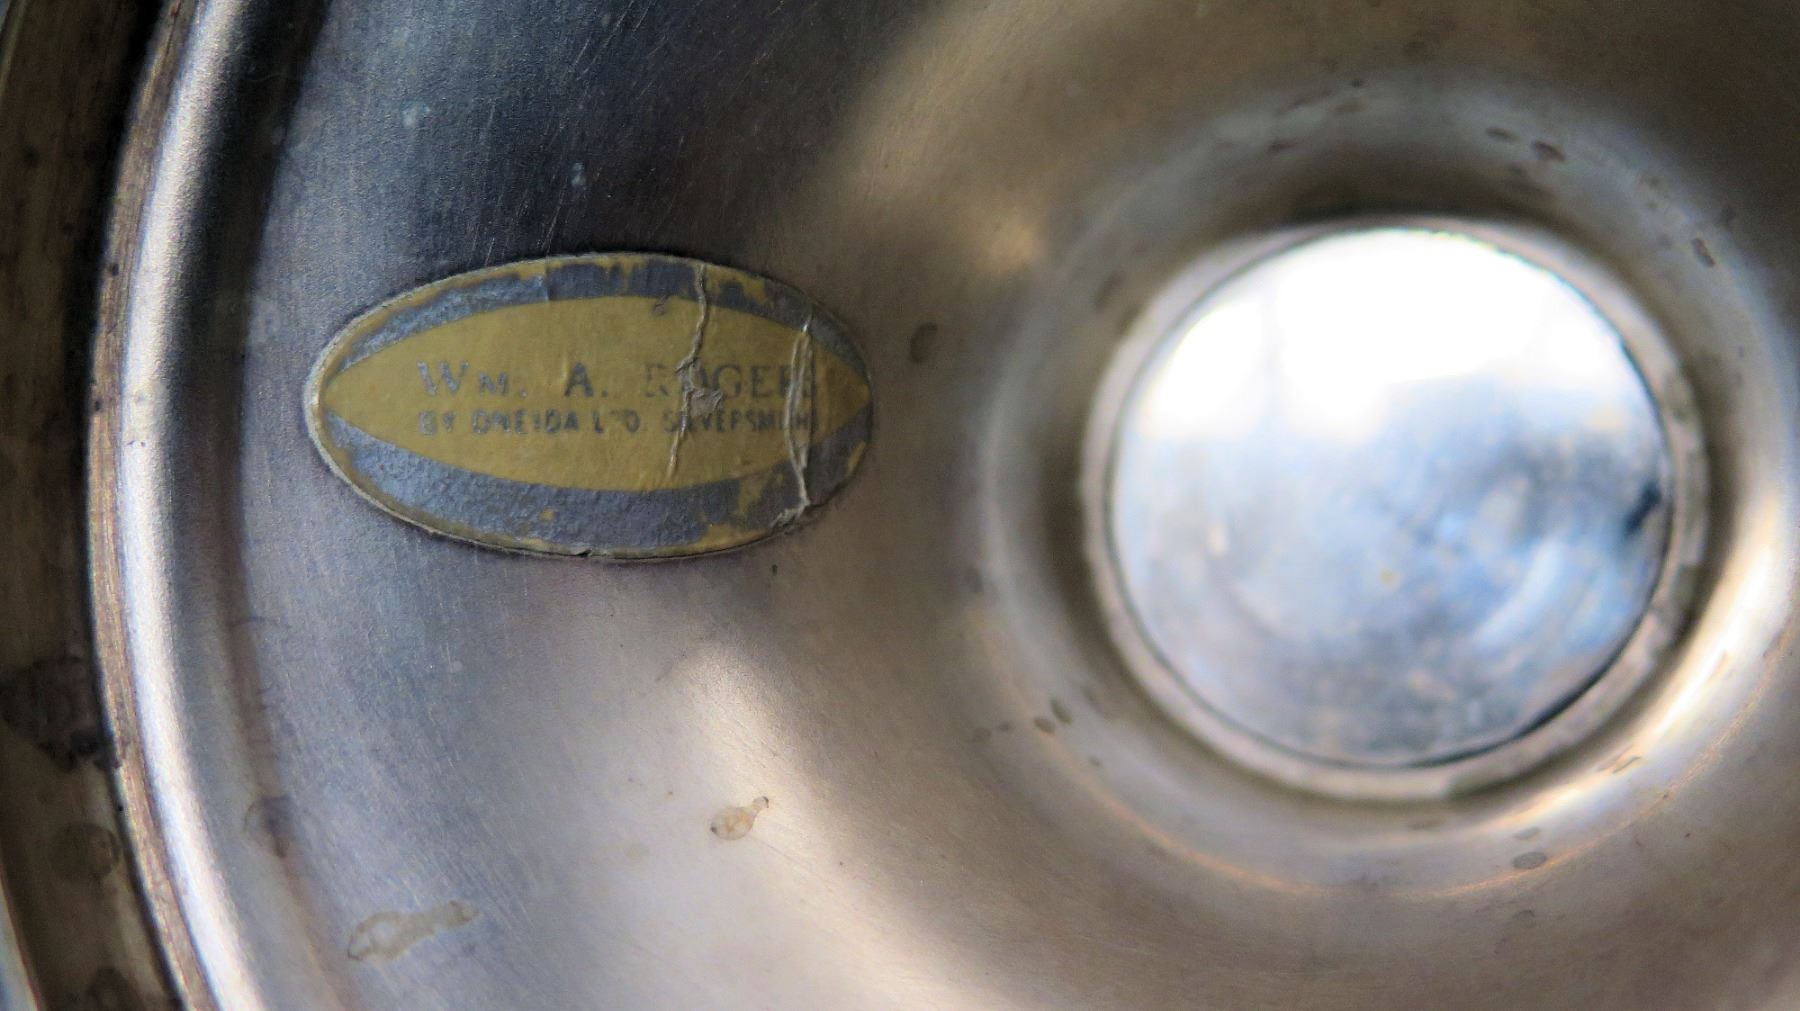 WM. A. ROGERS
BY ONEIDA LTD. SILVERSMITHS